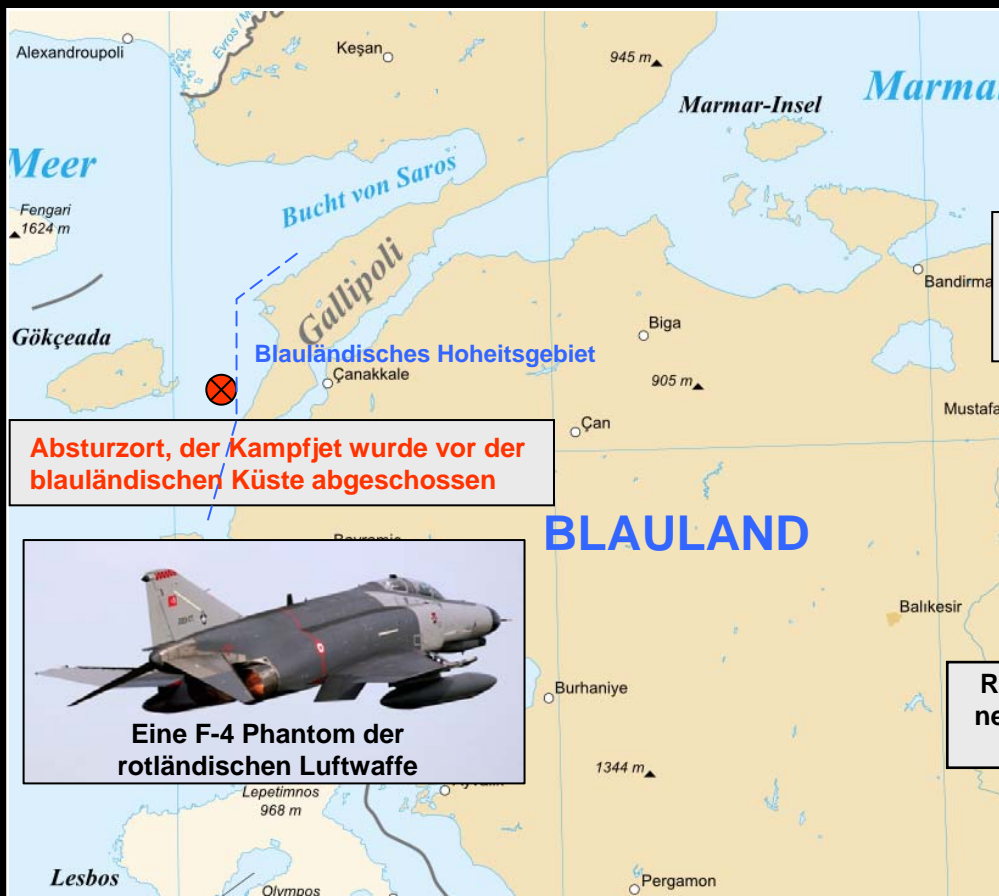 Alexandroupoli
Evros / M
Keşan
945 m
Marmar-Insel
Marmar
Meer
Bucht von Saros
Fengari
1624 m
Gallipoli
Bandirma
Gökçeada
Biga
Blauländisches Hoheitsgebiet
Çanakkale
905 m
Mustafa
Çan
Absturzort, der Kampfjet wurde vor der
blauländischen Küste abgeschossen
BLAULAND
Balıkesir
Eine F-4 Phantom der
rotländischen Luftwaffe
Burhaniye
R
ne
1344 m
Lepetimnos
968 m
Lesbos
Olympos
Pergamon